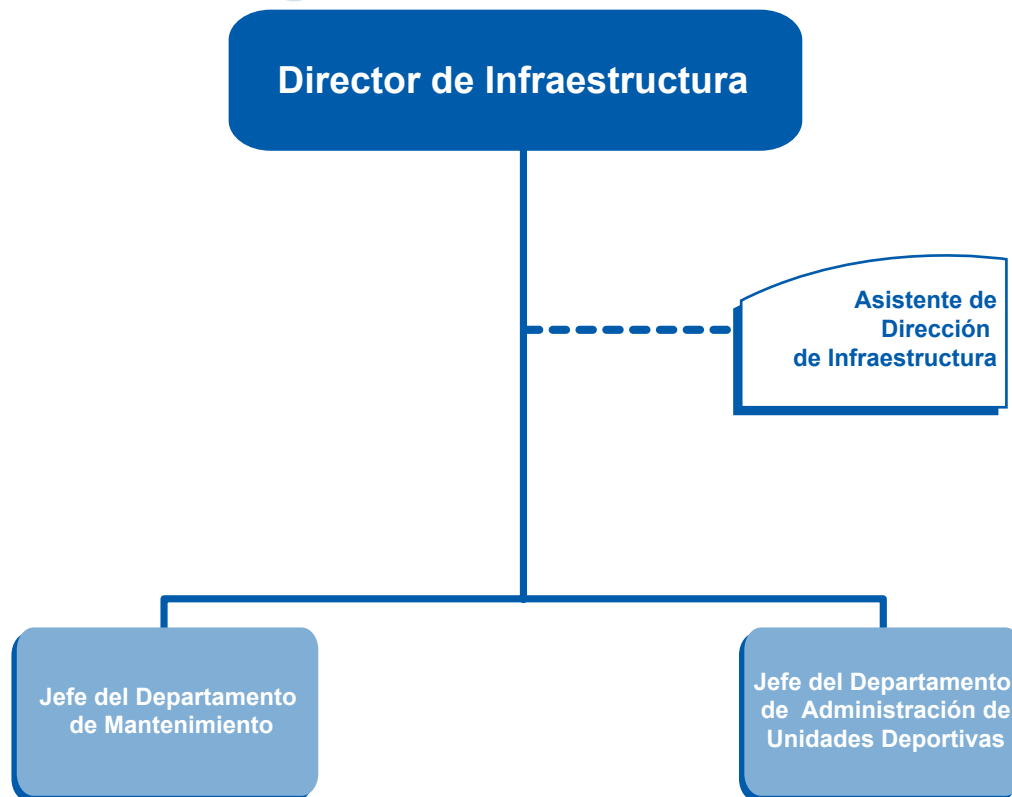 Director de Infraestructura
Asistente de
Dirección
de Infraestructura
Jefe del Departamento
de Mantenimiento
Jefe del Departamento
de Administración de
Unidades Deportivas